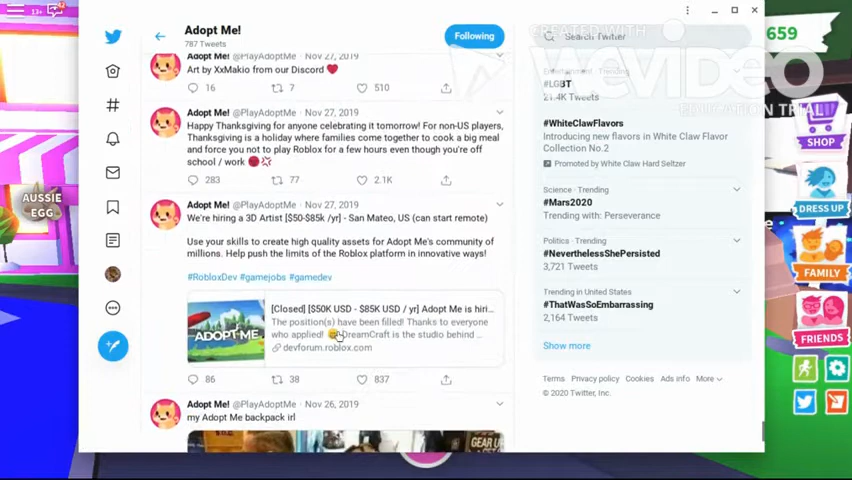 13+
Adopt Me!
787 Tweets
Following
Search Twitter
CREATED WITH
WeVideo
EDUCATION TRIAL
659
Adopt Me! @PlayAdoptMe · Nov 27, 2019
Art by XxMakio from our Discord ❤️
16 7 510
Adopt Me! @PlayAdoptMe · Nov 27, 2019
Happy Thanksgiving for anyone celebrating it tomorrow! For non-US players,
Thanksgiving is a holiday where families come together to cook a big meal
and force you not to play Roblox for a few hours even though you're off
school / work
283 77 2.1K
Adopt Me! @PlayAdoptMe · Nov 27, 2019
We're hiring a 3D Artist [$50-$85k /yr] - San Mateo, US (can start remote)
Use your skills to create high quality assets for Adopt Me's community of
millions. Help push the limits of the Roblox platform in innovative ways!
#RobloxDev #gamejobs #gamedev
ADOPT ME
[Closed] [$50K USD - $85K USD / yr] Adopt Me is hiri...
The position(s) have been filled! Thanks to everyone
who applied! DreamCraft is the studio behind ...
devforum.roblox.com
86 38 837
Adopt Me! @PlayAdoptMe · Nov 26, 2019
my Adopt Me backpack irl
GEAR UP
Entertainment · Trending
#LGBT
21.4K Tweets
#WhiteClawFlavors
Introducing new flavors in White Claw Flavor
Collection No.2
Promoted by White Claw Hard Seltzer
Science · Trending
#Mars2020
Trending with: Perseverance
Politics · Trending
#NeverthelessShePersisted
3,721 Tweets
Trending in United States
#ThatWasSoEmbarrassing
2,164 Tweets
Show more
Terms Privacy policy Cookies Ads info More
© 2020 Twitter, Inc.
AUSSIE
EGG
SHOP
DRESS UP
FAMILY
FRIENDS